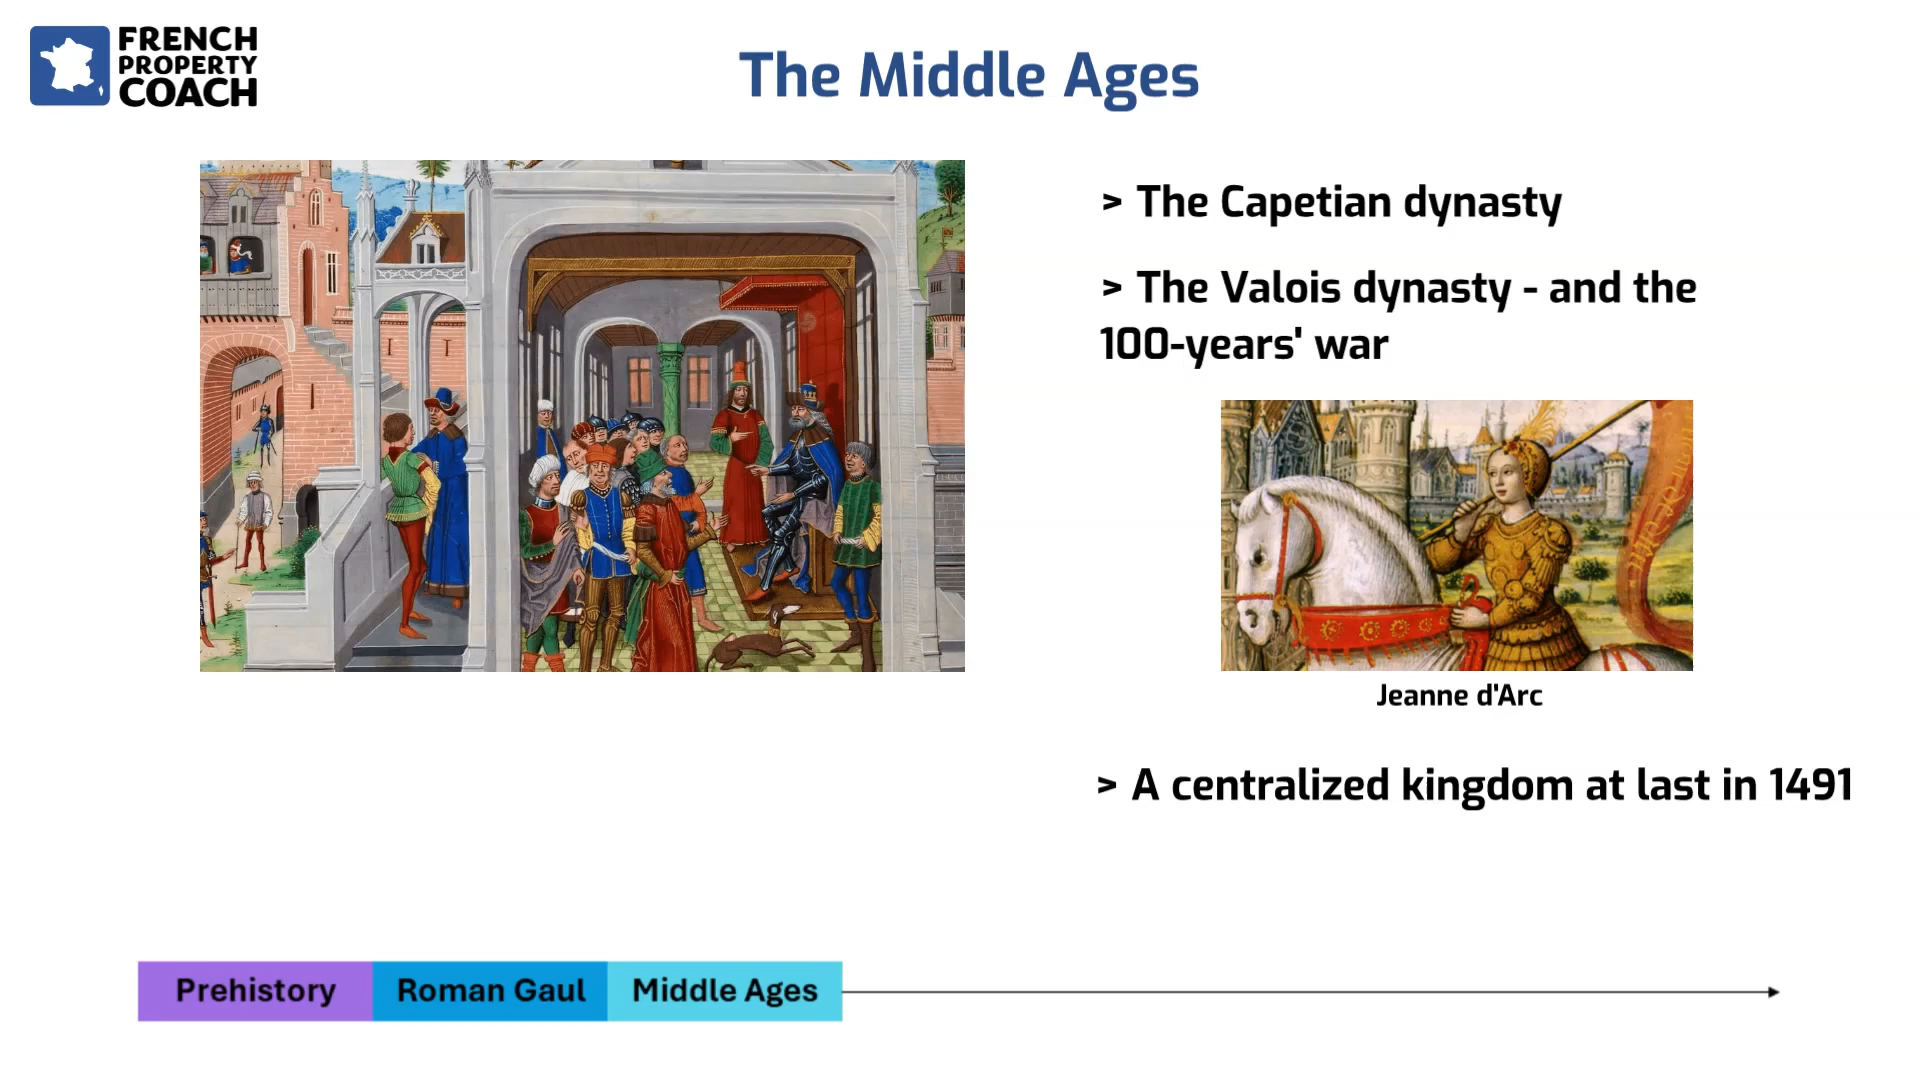 FRENCH
PROPERTY
COACH
The Middle Ages
> The Capetian dynasty
> The Valois dynasty - and the
100-years' war
Jeanne d'Arc
> A centralized kingdom at last in 1491
Prehistory
Roman Gaul
Middle Ages